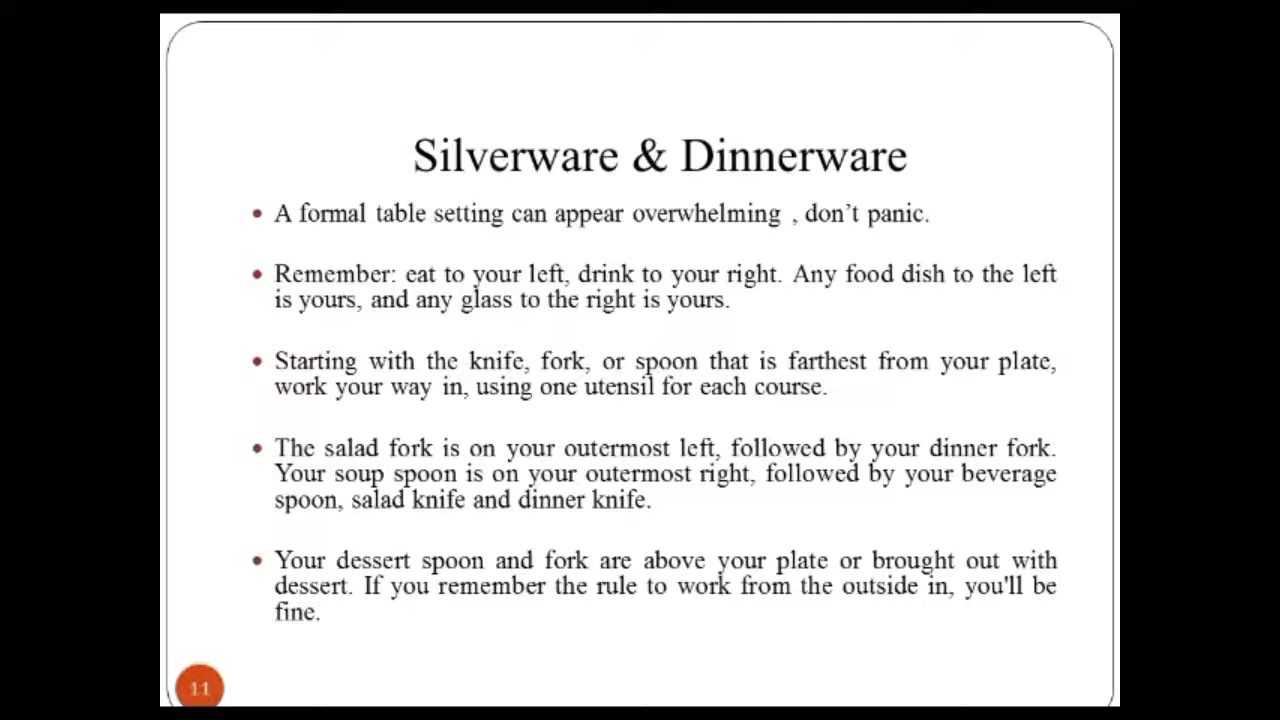 Silverware & Dinnerware
• A formal table setting can appear overwhelming , don’t panic.
• Remember: eat to your left, drink to your right. Any food dish to the left
is yours, and any glass to the right is yours.
• Starting with the knife, fork, or spoon that is farthest from your plate,
work your way in, using one utensil for each course.
• The salad fork is on your outermost left, followed by your dinner fork.
Your soup spoon is on your outermost right, followed by your beverage
spoon, salad knife and dinner knife.
• Your dessert spoon and fork are above your plate or brought out with
dessert. If you remember the rule to work from the outside in, you'll be
fine.
11